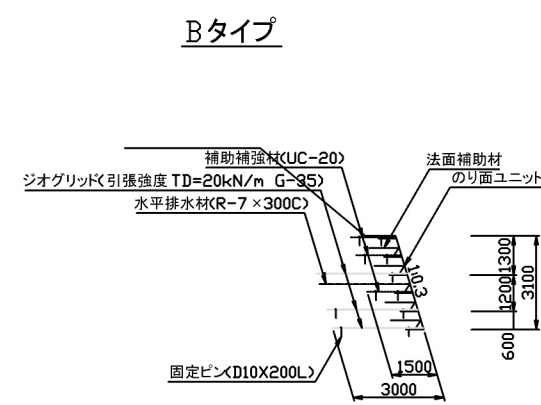 Bタイプ
補助補強材(UC-20)
法面補助材
ジオグリッド(引張強度 TD=20kN/m G-35)
のり面ユニット
水平排水材(R-7×300C)
1:0.3
1300
1200
3100
600
固定ピン(D10X200L)
1500
3000